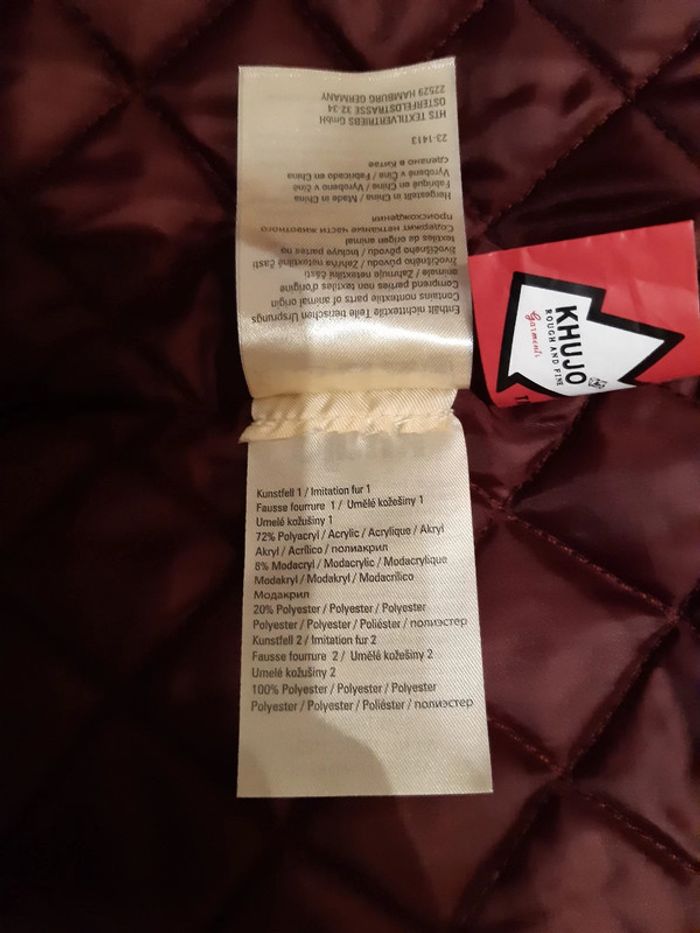 22529 HAMBURG GERMANY
OSTERFELDSTRASSE 32-34
HTS TEXTILVERTRIEBS GmbH
23-1413
сделано в Китае
Vyrobené v Číne / Fabricado en China
Fabriqué en Chine / Vyrobeno v číně
Hergestellt in China / Made in China
происхождения
Содержит нетканые части животного
textiles de origen animal
živočišného původu / Incluye partes no
živočíšneho pôvodu / Zahŕňa netextilné časti
animale / Zahrnuje netextilní části
Comprend parties non textiles d'origine
Contains nontextile parts of animal origin
Enthält nichttextile Teile tierischen Ursprungs
KHUJO
ROUGH AND FINE
Garments
Kunstfell 1 / Imitation fur 1
Fausse fourrure 1 / Umělé kožešiny 1
Umelé kožušiny 1
72% Polyacryl / Acrylic / Acrylique / Akryl
Akryl / Acrílico / полиакрил
8% Modacryl / Modacrylic / Modacrylique
Modakryl / Modakryl / Modacrílico
Модакрил
20% Polyester / Polyester / Polyester
Polyester / Polyester / Poliéster / полиэстер
Kunstfell 2 / Imitation fur 2
Fausse fourrure 2 / Umělé kožešiny 2
Umelé kožušiny 2
100% Polyester / Polyester / Polyester
Polyester / Polyester / Poliéster / полиэстер